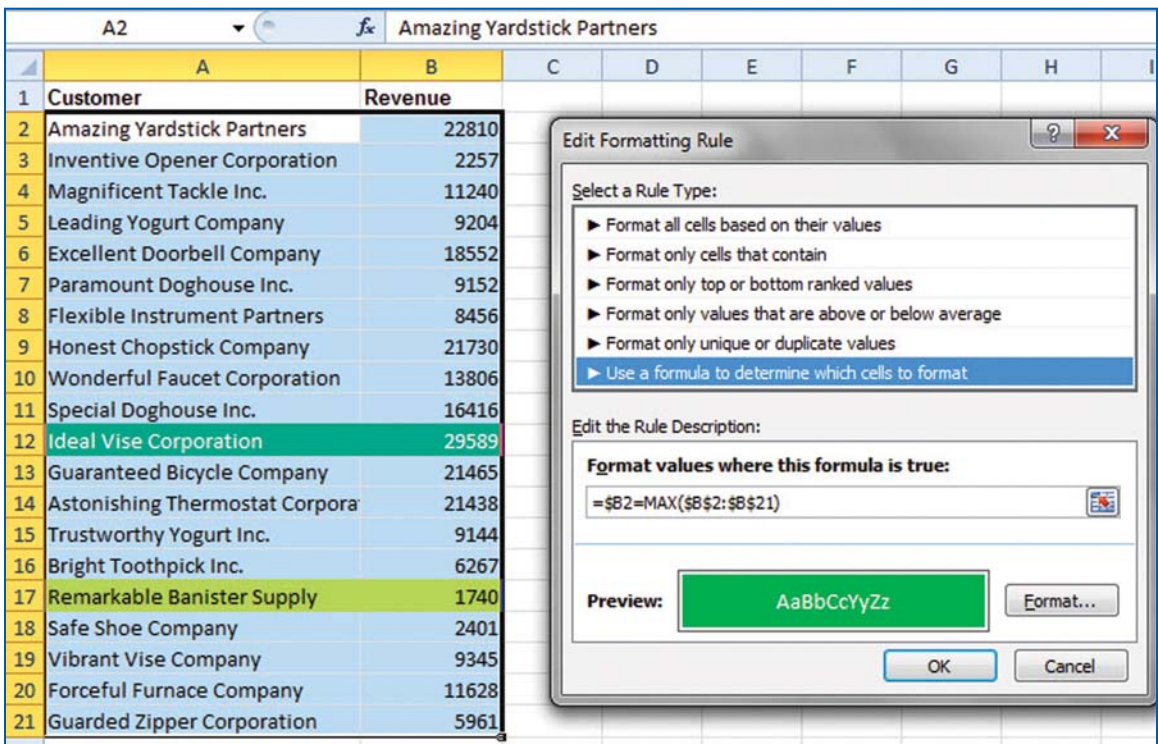 A2 fx Amazing Yardstick Partners
A B C D E F G H I
1 Customer Revenue
2 Amazing Yardstick Partners 22810
3 Inventive Opener Corporation 2257
4 Magnificent Tackle Inc. 11240
5 Leading Yogurt Company 9204
6 Excellent Doorbell Company 18552
7 Paramount Doghouse Inc. 9152
8 Flexible Instrument Partners 8456
9 Honest Chopstick Company 21730
10 Wonderful Faucet Corporation 13806
11 Special Doghouse Inc. 16416
12 Ideal Vise Corporation 29589
13 Guaranteed Bicycle Company 21465
14 Astonishing Thermostat Corpora 21438
15 Trustworthy Yogurt Inc. 9144
16 Bright Toothpick Inc. 6267
17 Remarkable Banister Supply 1740
18 Safe Shoe Company 2401
19 Vibrant Vise Company 9345
20 Forceful Furnace Company 11628
21 Guarded Zipper Corporation 5961
Edit Formatting Rule
Select a Rule Type:
► Format all cells based on their values
► Format only cells that contain
► Format only top or bottom ranked values
► Format only values that are above or below average
► Format only unique or duplicate values
► Use a formula to determine which cells to format
Edit the Rule Description:
Format values where this formula is true:
=$B2=MAX($B$2:$B$21)
Preview: AaBbCcYyZz Format...
OK Cancel